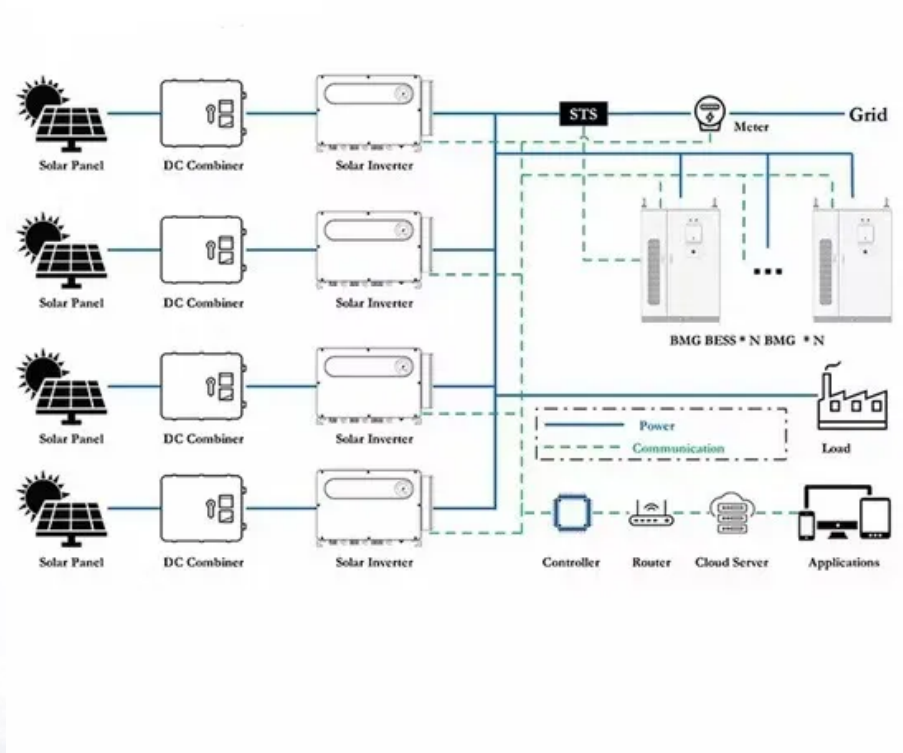 STS
Grid
Meter
Solar Panel DC Combiner Solar Inverter
Solar Panel DC Combiner Solar Inverter
BMG BESS * N BMG * N
Solar Panel DC Combiner Solar Inverter
Power
Communication
Load
Solar Panel DC Combiner Solar Inverter
Controller Router Cloud Server Applications